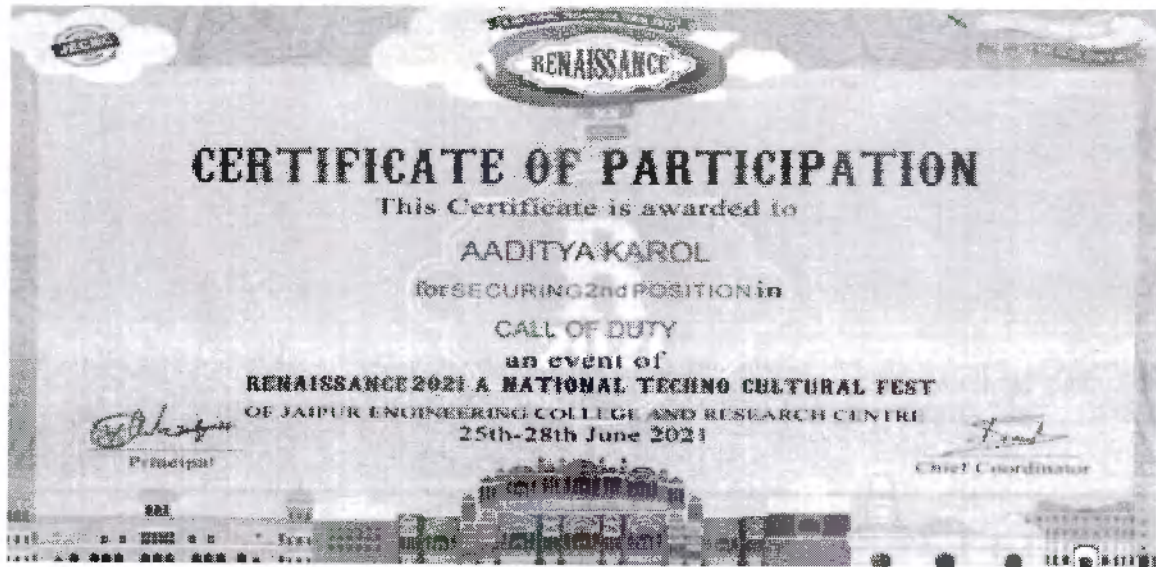 RENAISSANCE
CERTIFICATE OF PARTICIPATION
This Certificate is awarded to
AADITYA KAROL
for SECURING 2nd POSITION in
CALL OF DUTY
an event of
RENAISSANCE 2021 A NATIONAL TECHNO CULTURAL FEST
OF JAIPUR ENGINEERING COLLEGE AND RESEARCH CENTRE
25th-28th June 2021
Principal
Chief Coordinator